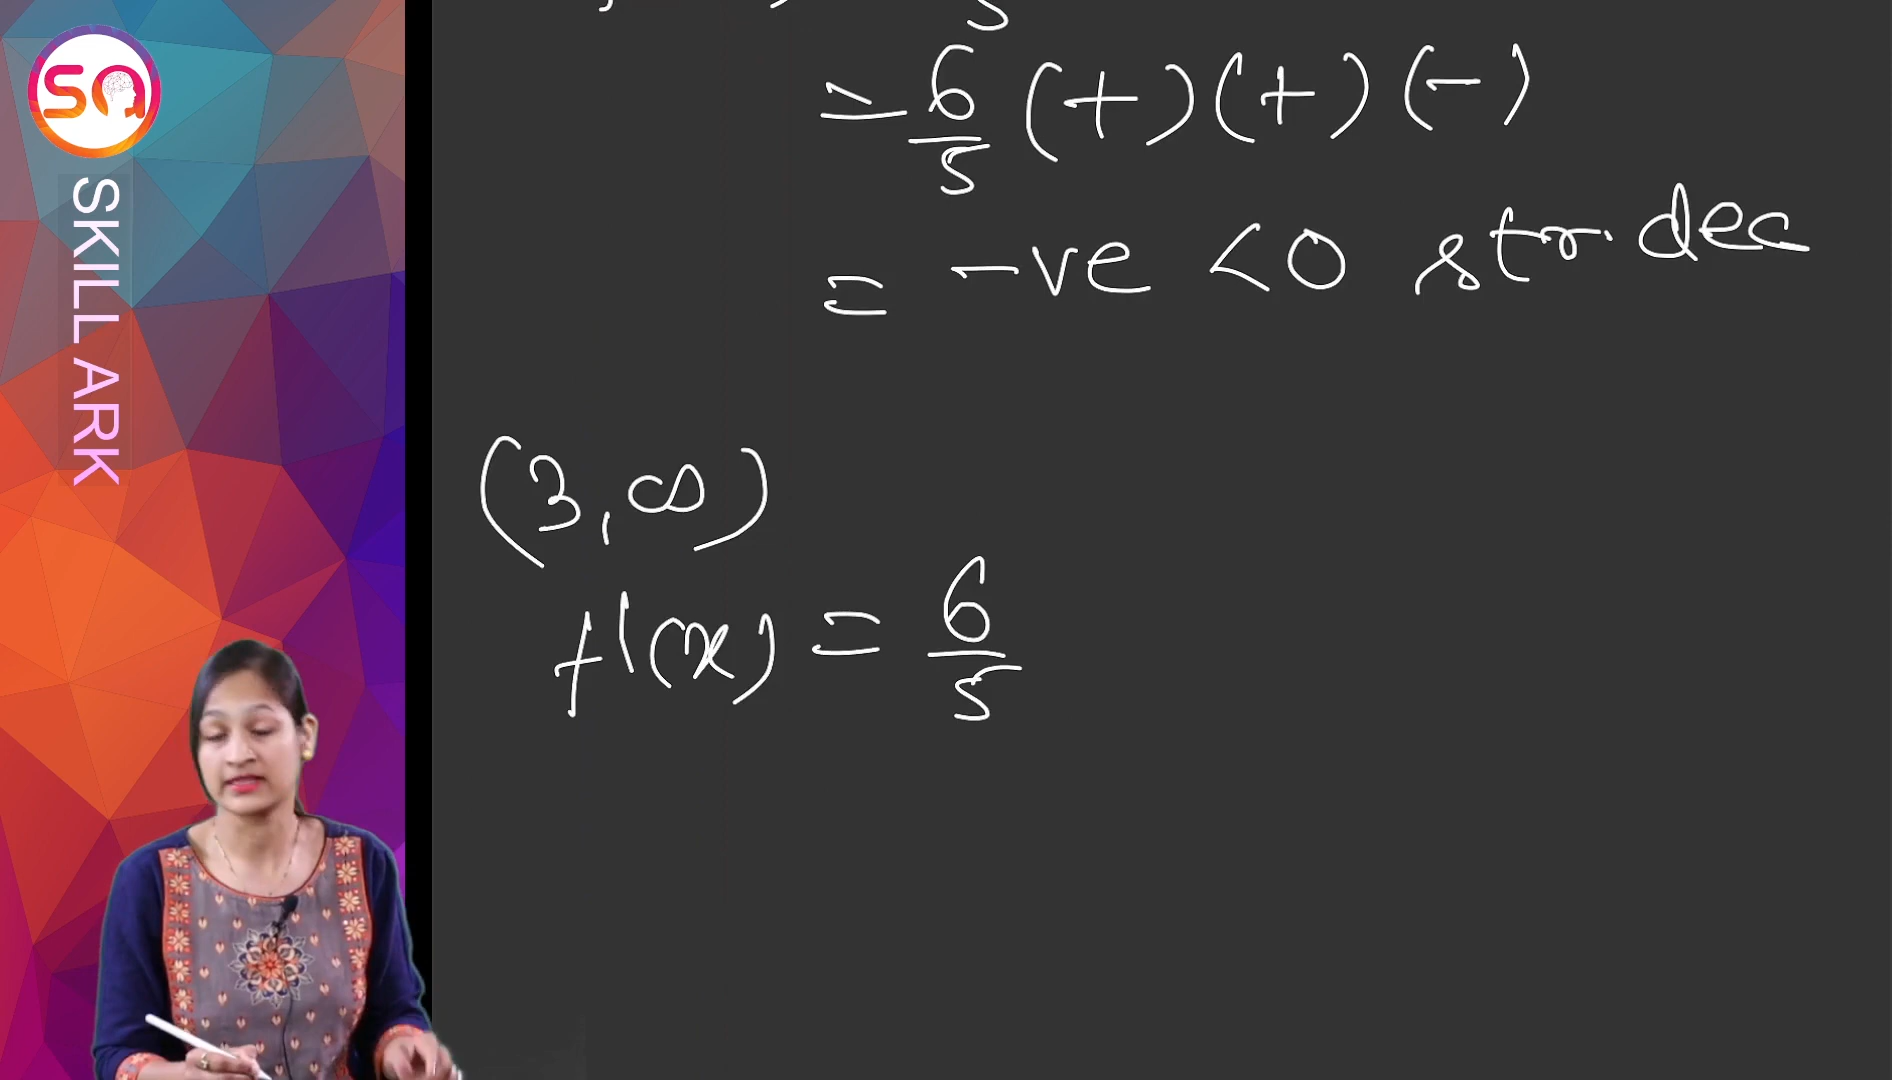 SKILL ARK
= 6/5 (+) (+) (-)
= -ve <0 str. dec
(3, ∞)
f'(x) = 6/5